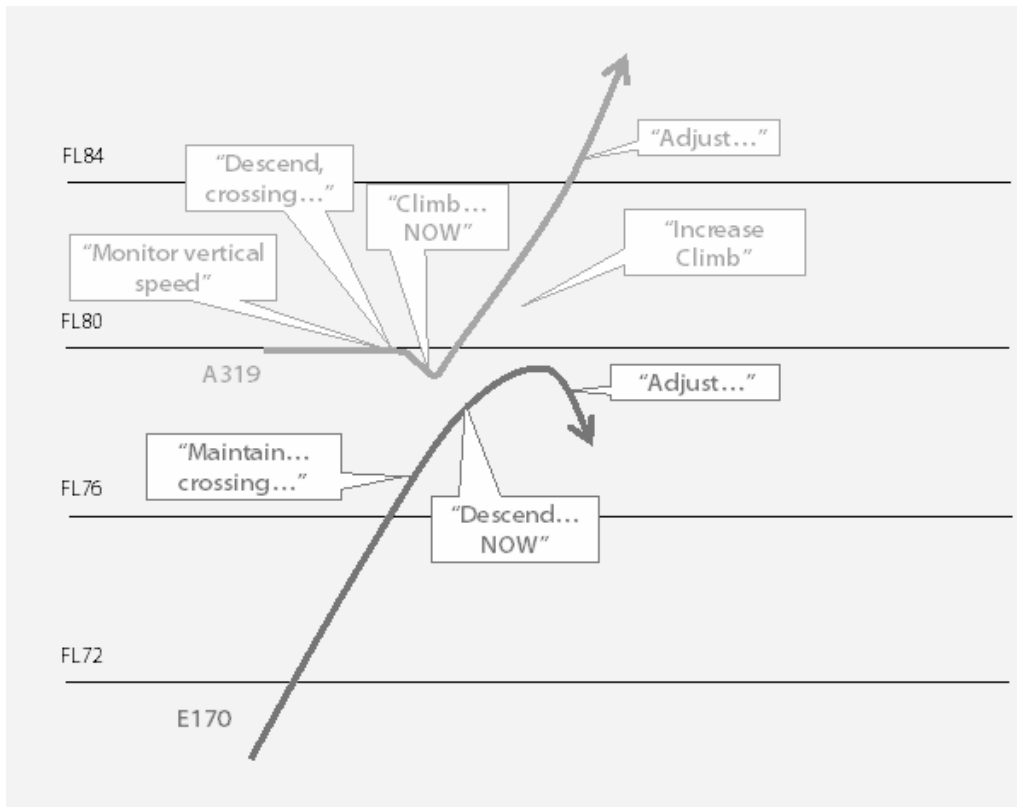 FL84
“Descend,
crossing…”
“Adjust…”
“Climb…
NOW”
“Increase
Climb”
“Monitor vertical
speed”
FL80
A319
“Adjust…”
“Maintain…
crossing…”
FL76
“Descend…
NOW”
FL72
E170